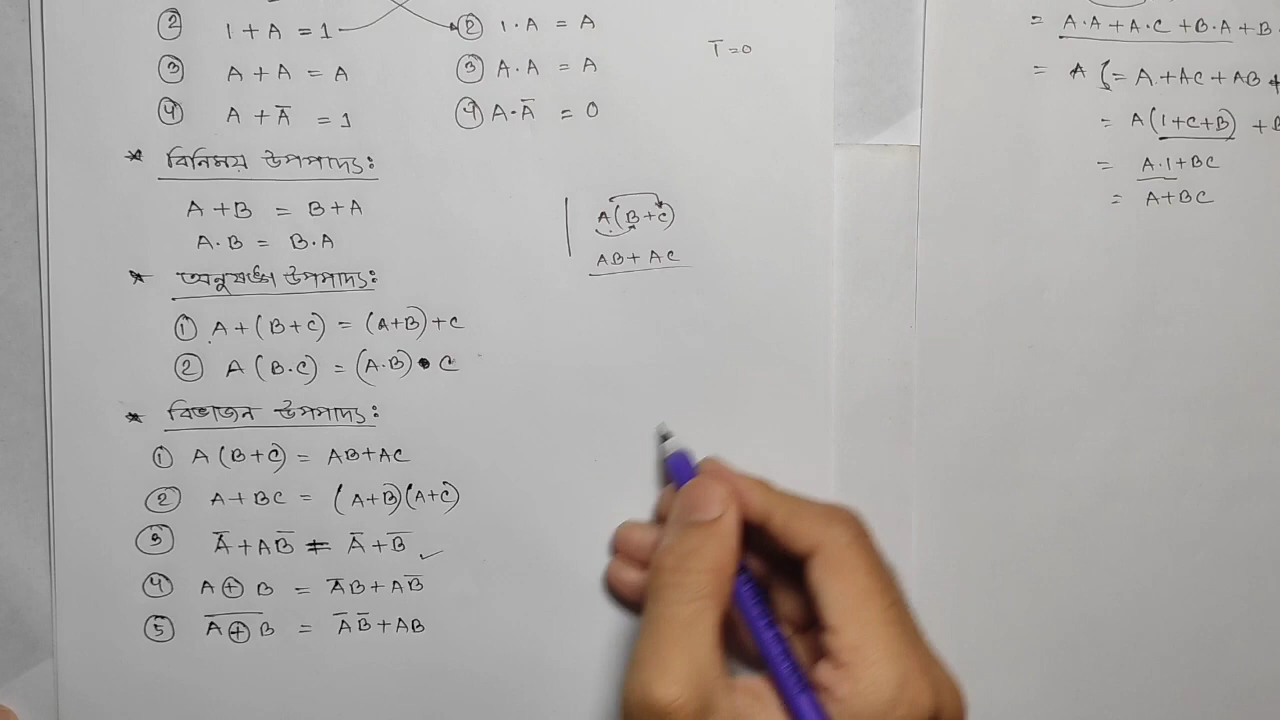 ② 1+A = 1
② 1·A = A
③ A+A = A
③ A·A = A
④ A+A̅ = 1
④ A·A̅ = 0
1̅=0
* বিনিময় উপপাদ্য:
A+B = B+A
A·B = B·A
* অনুষঙ্গ উপপাদ্য:
① A+(B+C) = (A+B)+C
② A(B·C) = (A·B)•C
* বিভাজন উপপাদ্য:
① A(B+C) = AB+AC
② A+BC = (A+B)(A+C)
③ A̅+AB̅ = A̅+B̅ ✓
④ A⊕B = A̅B+AB̅
⑤ A̅⊕̅B̅ = A̅B̅+AB
A(B+C)
AB+AC
= A·A+A·C+B·A+B
= A {= A+AC+AB+
= A(1+C+B) +
= A·1+BC
= A+BC